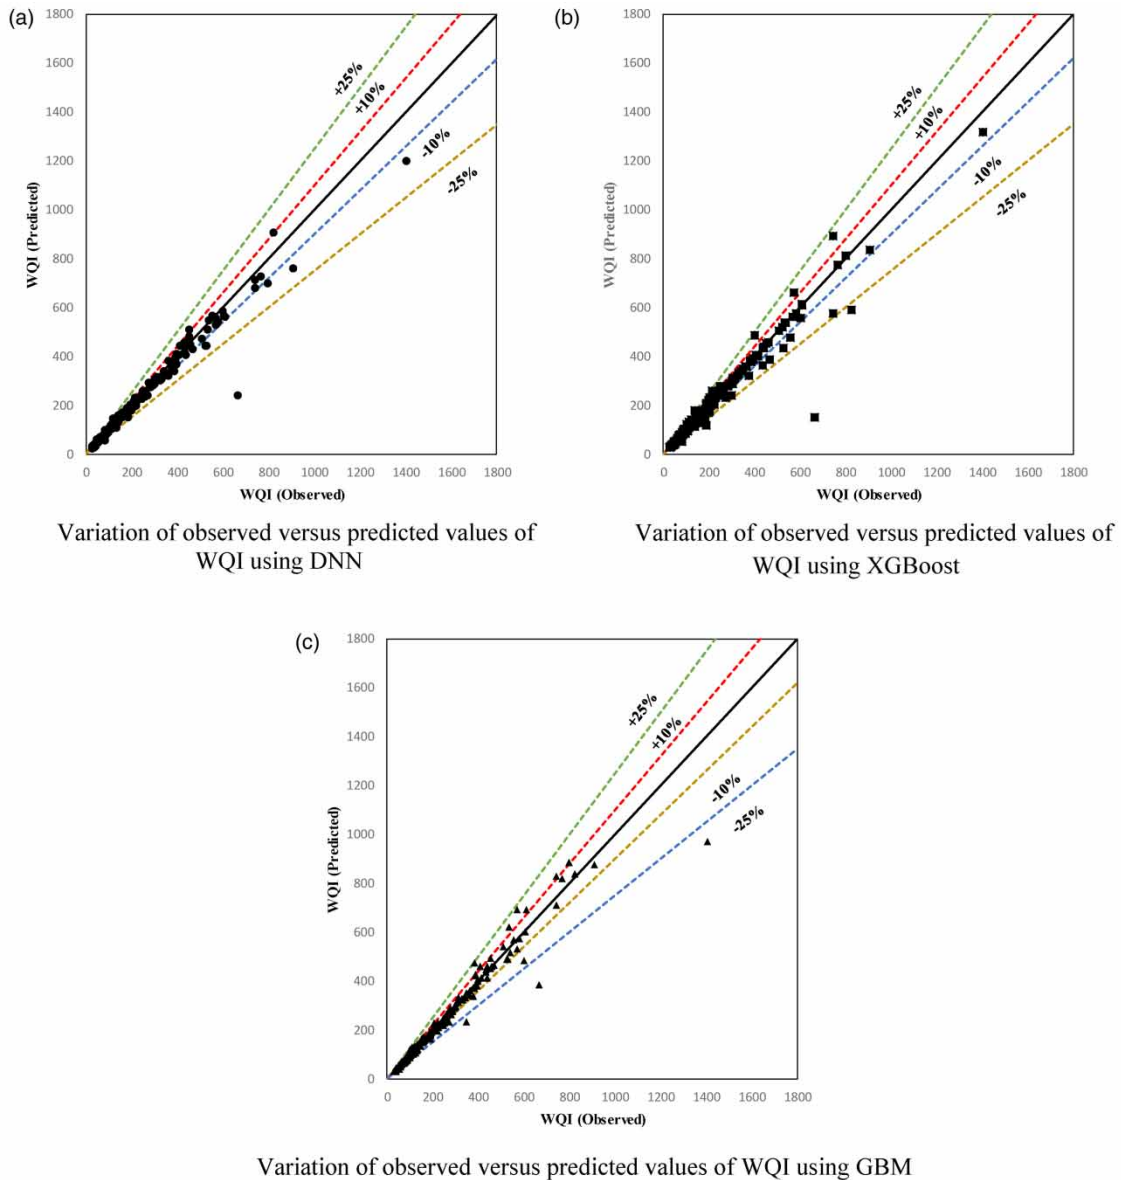 (a)
1800
1600
1400
1200
1000
800
600
400
200
0
WQI (Predicted)
+25%
+10%
-10%
-25%
0 200 400 600 800 1000 1200 1400 1600 1800
WQI (Observed)
Variation of observed versus predicted values of
WQI using DNN
(b)
1800
1600
1400
1200
1000
800
600
400
200
0
WQI (Predicted)
+25%
+10%
-10%
-25%
0 200 400 600 800 1000 1200 1400 1600 1800
WQI (Observed)
Variation of observed versus predicted values of
WQI using XGBoost
(c)
1800
1600
1400
1200
1000
800
600
400
200
0
WQI (Predicted)
+25%
+10%
-10%
-25%
0 200 400 600 800 1000 1200 1400 1600 1800
WQI (Observed)
Variation of observed versus predicted values of WQI using GBM